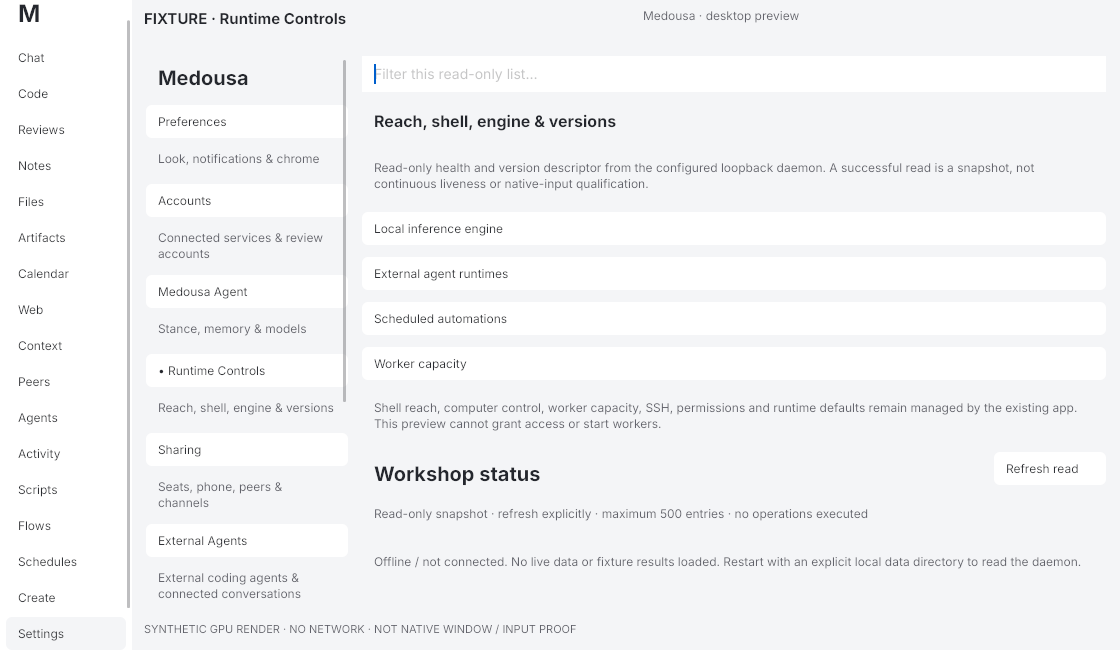 M
Chat
Code
Reviews
Notes
Files
Artifacts
Calendar
Web
Context
Peers
Agents
Activity
Scripts
Flows
Schedules
Create
Settings
FIXTURE · Runtime Controls
Medousa · desktop preview
Medousa
Preferences
Look, notifications & chrome
Accounts
Connected services & review
accounts
Medousa Agent
Stance, memory & models
• Runtime Controls
Reach, shell, engine & versions
Sharing
Seats, phone, peers &
channels
External Agents
External coding agents &
connected conversations
Filter this read-only list...
Reach, shell, engine & versions
Read-only health and version descriptor from the configured loopback daemon. A successful read is a snapshot, not
continuous liveness or native-input qualification.
Local inference engine
External agent runtimes
Scheduled automations
Worker capacity
Shell reach, computer control, worker capacity, SSH, permissions and runtime defaults remain managed by the existing app.
This preview cannot grant access or start workers.
Workshop status
Refresh read
Read-only snapshot · refresh explicitly · maximum 500 entries · no operations executed
Offline / not connected. No live data or fixture results loaded. Restart with an explicit local data directory to read the daemon.
SYNTHETIC GPU RENDER · NO NETWORK · NOT NATIVE WINDOW / INPUT PROOF